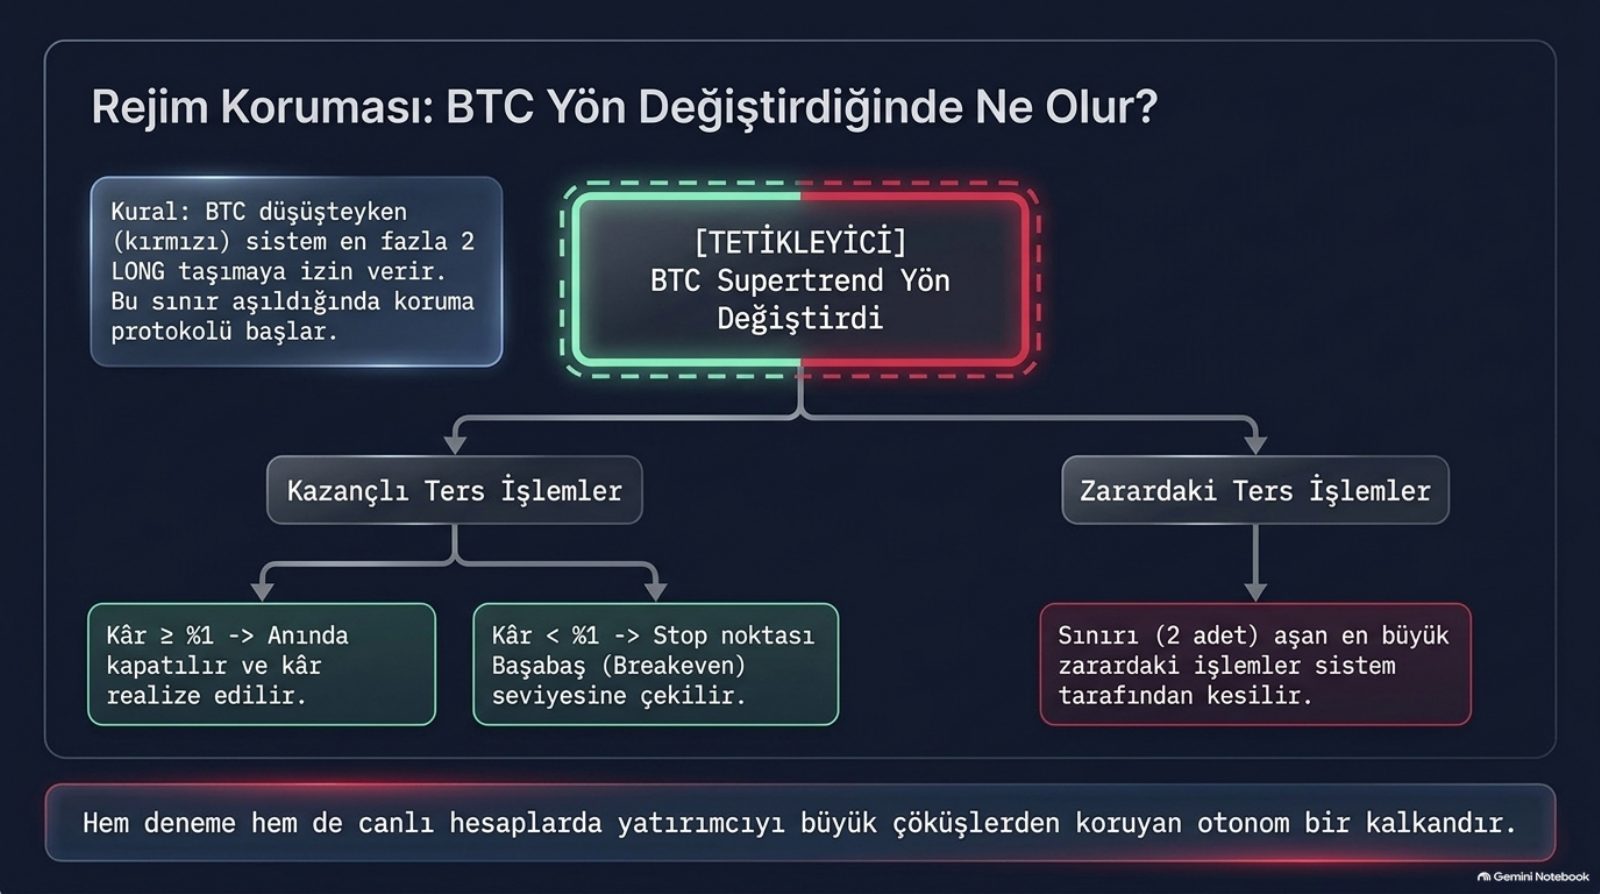 Rejim Koruması: BTC Yön Değiştirdiğinde Ne Olur?
Kural: BTC düşüşteyken
(kırmızı) sistem en fazla 2
LONG taşımaya izin verir.
Bu sınır aşıldığında koruma
protokolü başlar.
[TETİKLEYİCİ]
BTC Supertrend Yön
Değiştirdi
Kazançlı Ters İşlemler
Zarardaki Ters İşlemler
Kâr ≥ %1 -> Anında
kapatılır ve kâr
realize edilir.
Kâr < %1 -> Stop noktası
Başabaş (Breakeven)
seviyesine çekilir.
Sınırı (2 adet) aşan en büyük
zarardaki işlemler sistem
tarafından kesilir.
Hem deneme hem de canlı hesaplarda yatırımcıyı büyük çöküşlerden koruyan otonom bir kalkandır.
Gemini Notebook